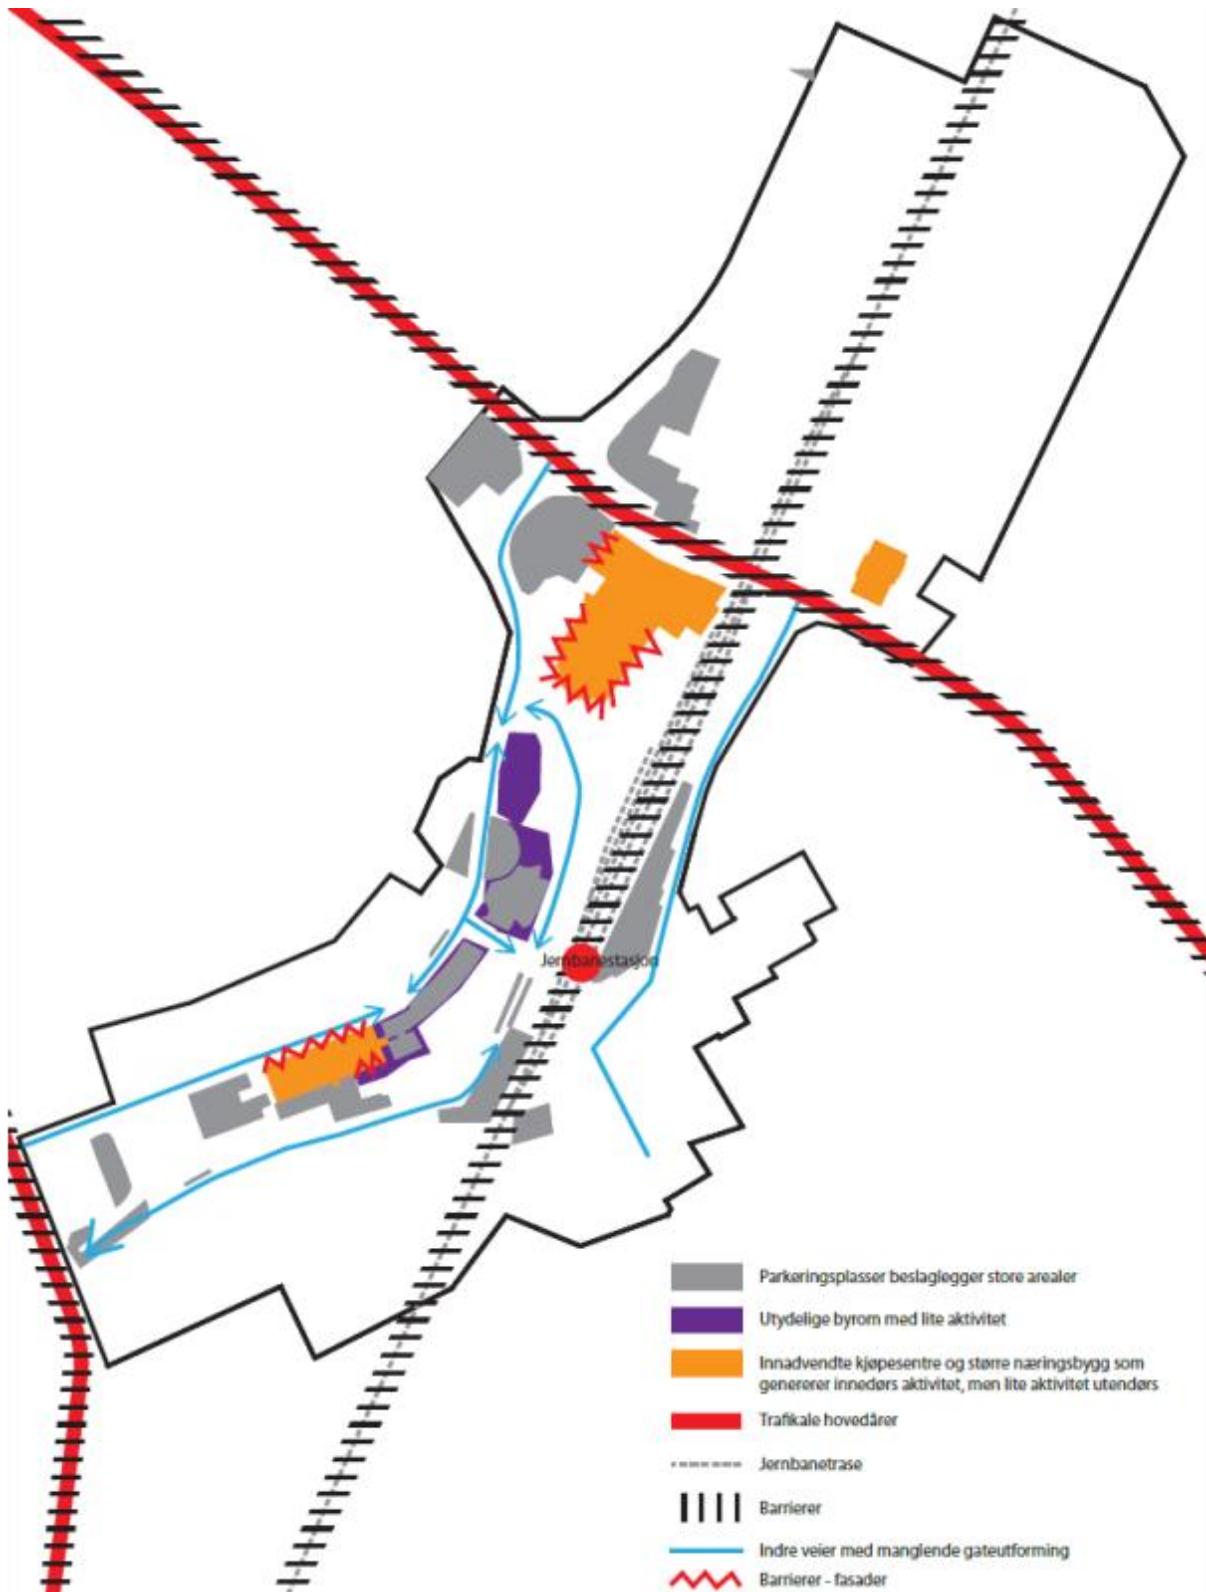 Jernbanestasjon
Parkeringsplasser beslaglegger store arealer
Utydelige byrom med lite aktivitet
Innadvendte kjøpesentre og større næringsbygg som
genererer innedørs aktivitet, men lite aktivitet utendørs
Trafikale hovedårer
Jernbanetrase
Barrierer
Indre veier med manglende gateutforming
Barrierer - fasader